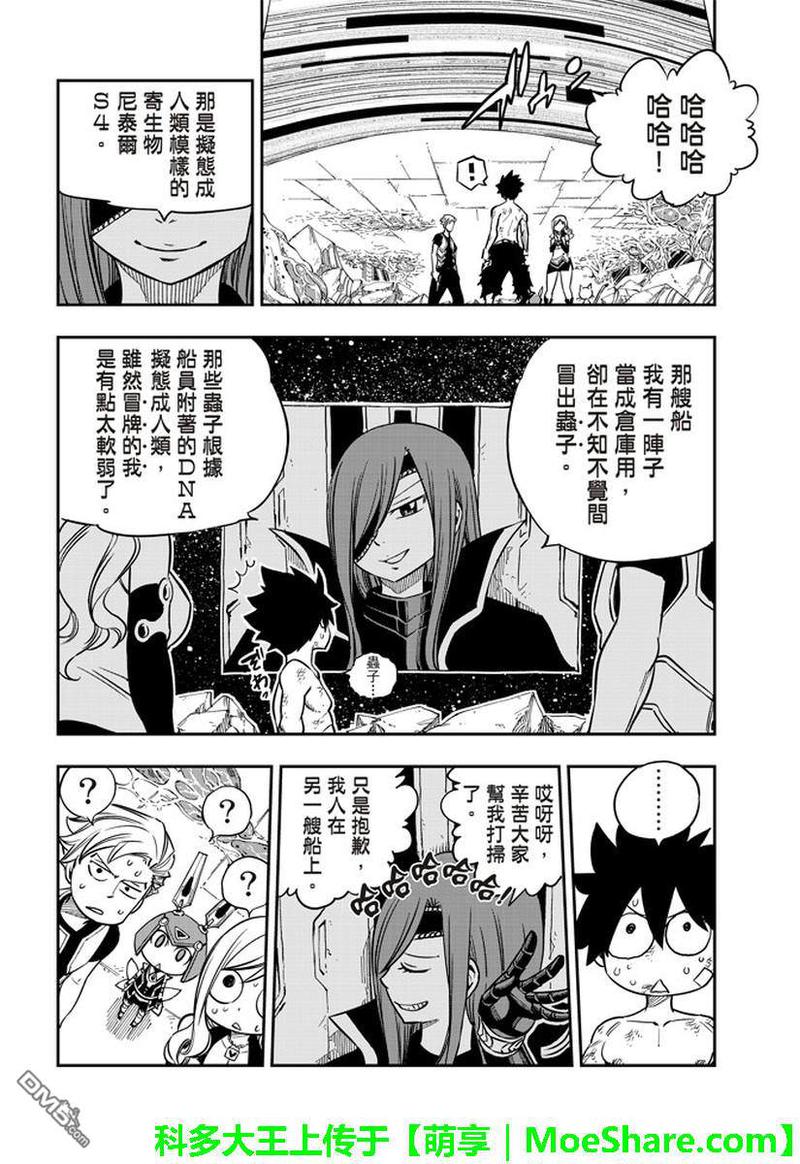 哈哈哈
哈哈！
！
那是擬態成
人類模樣的
寄生物
尼泰爾
S4。
那艘船
我有一陣子
當成倉庫用，
卻在不知不覺間
冒出蟲子。
那些蟲子根據
船員附著的DNA
擬態成人類，
雖然冒牌的我
是有點太軟弱了。
蟲子…
……
哎呀呀，
辛苦大家
幫我打掃
了。
只是抱歉，
我人在
另一艘船上。
哈哈哈哈哈
？
？
？
DM5.com
科多大王上传于【萌享｜MoeShare.com】